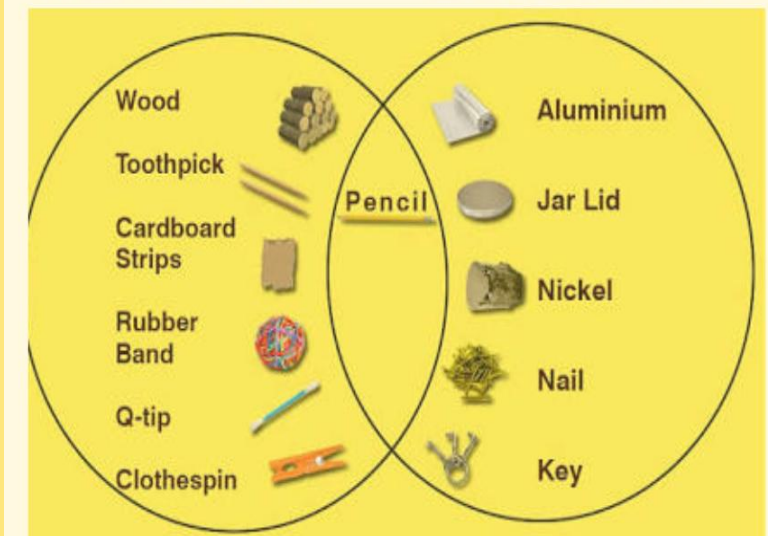 Wood
Toothpick
Cardboard
Strips
Rubber
Band
Q-tip
Clothespin
Pencil
Aluminium
Jar Lid
Nickel
Nail
Key